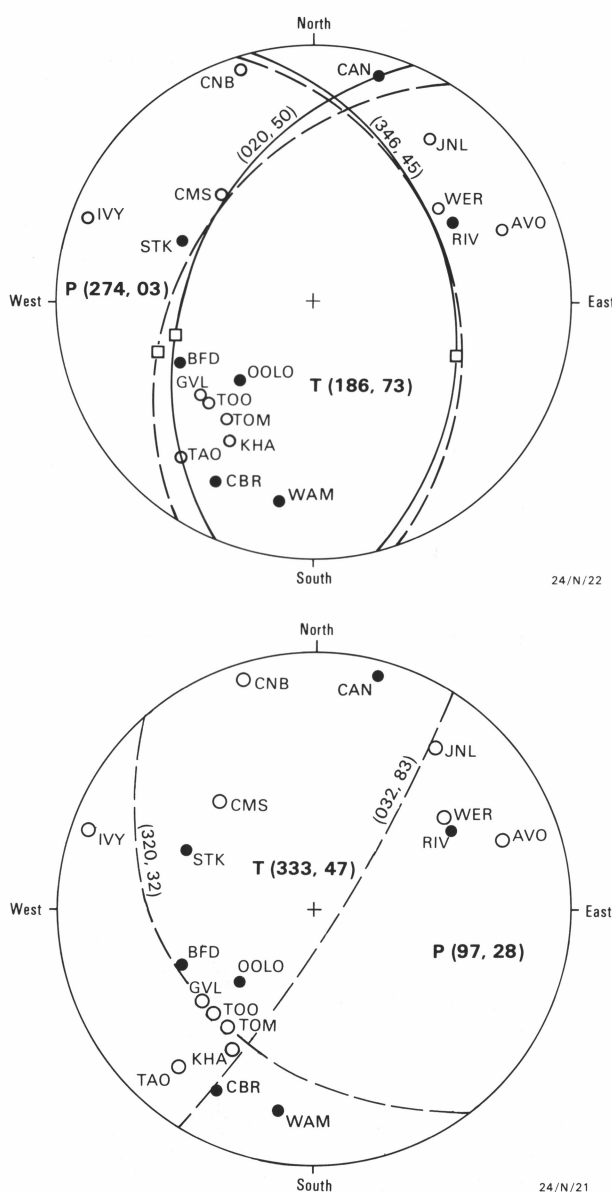 North
CNB
CAN
(020, 50)
(346, 45)
JNL
CMS
WER
IVY
RIV
AVO
STK
P (274, 03)
West
East
BFD
OOLO
GVL
T (186, 73)
TOO
TOM
KHA
TAO
CBR
WAM
South
24/N/22
North
CNB
CAN
JNL
(032, 83)
CMS
WER
IVY
(320, 32)
RIV
AVO
STK
T (333, 47)
West
East
BFD
P (97, 28)
OOLO
GVL
TOO
TOM
KHA
TAO
CBR
WAM
South
24/N/21